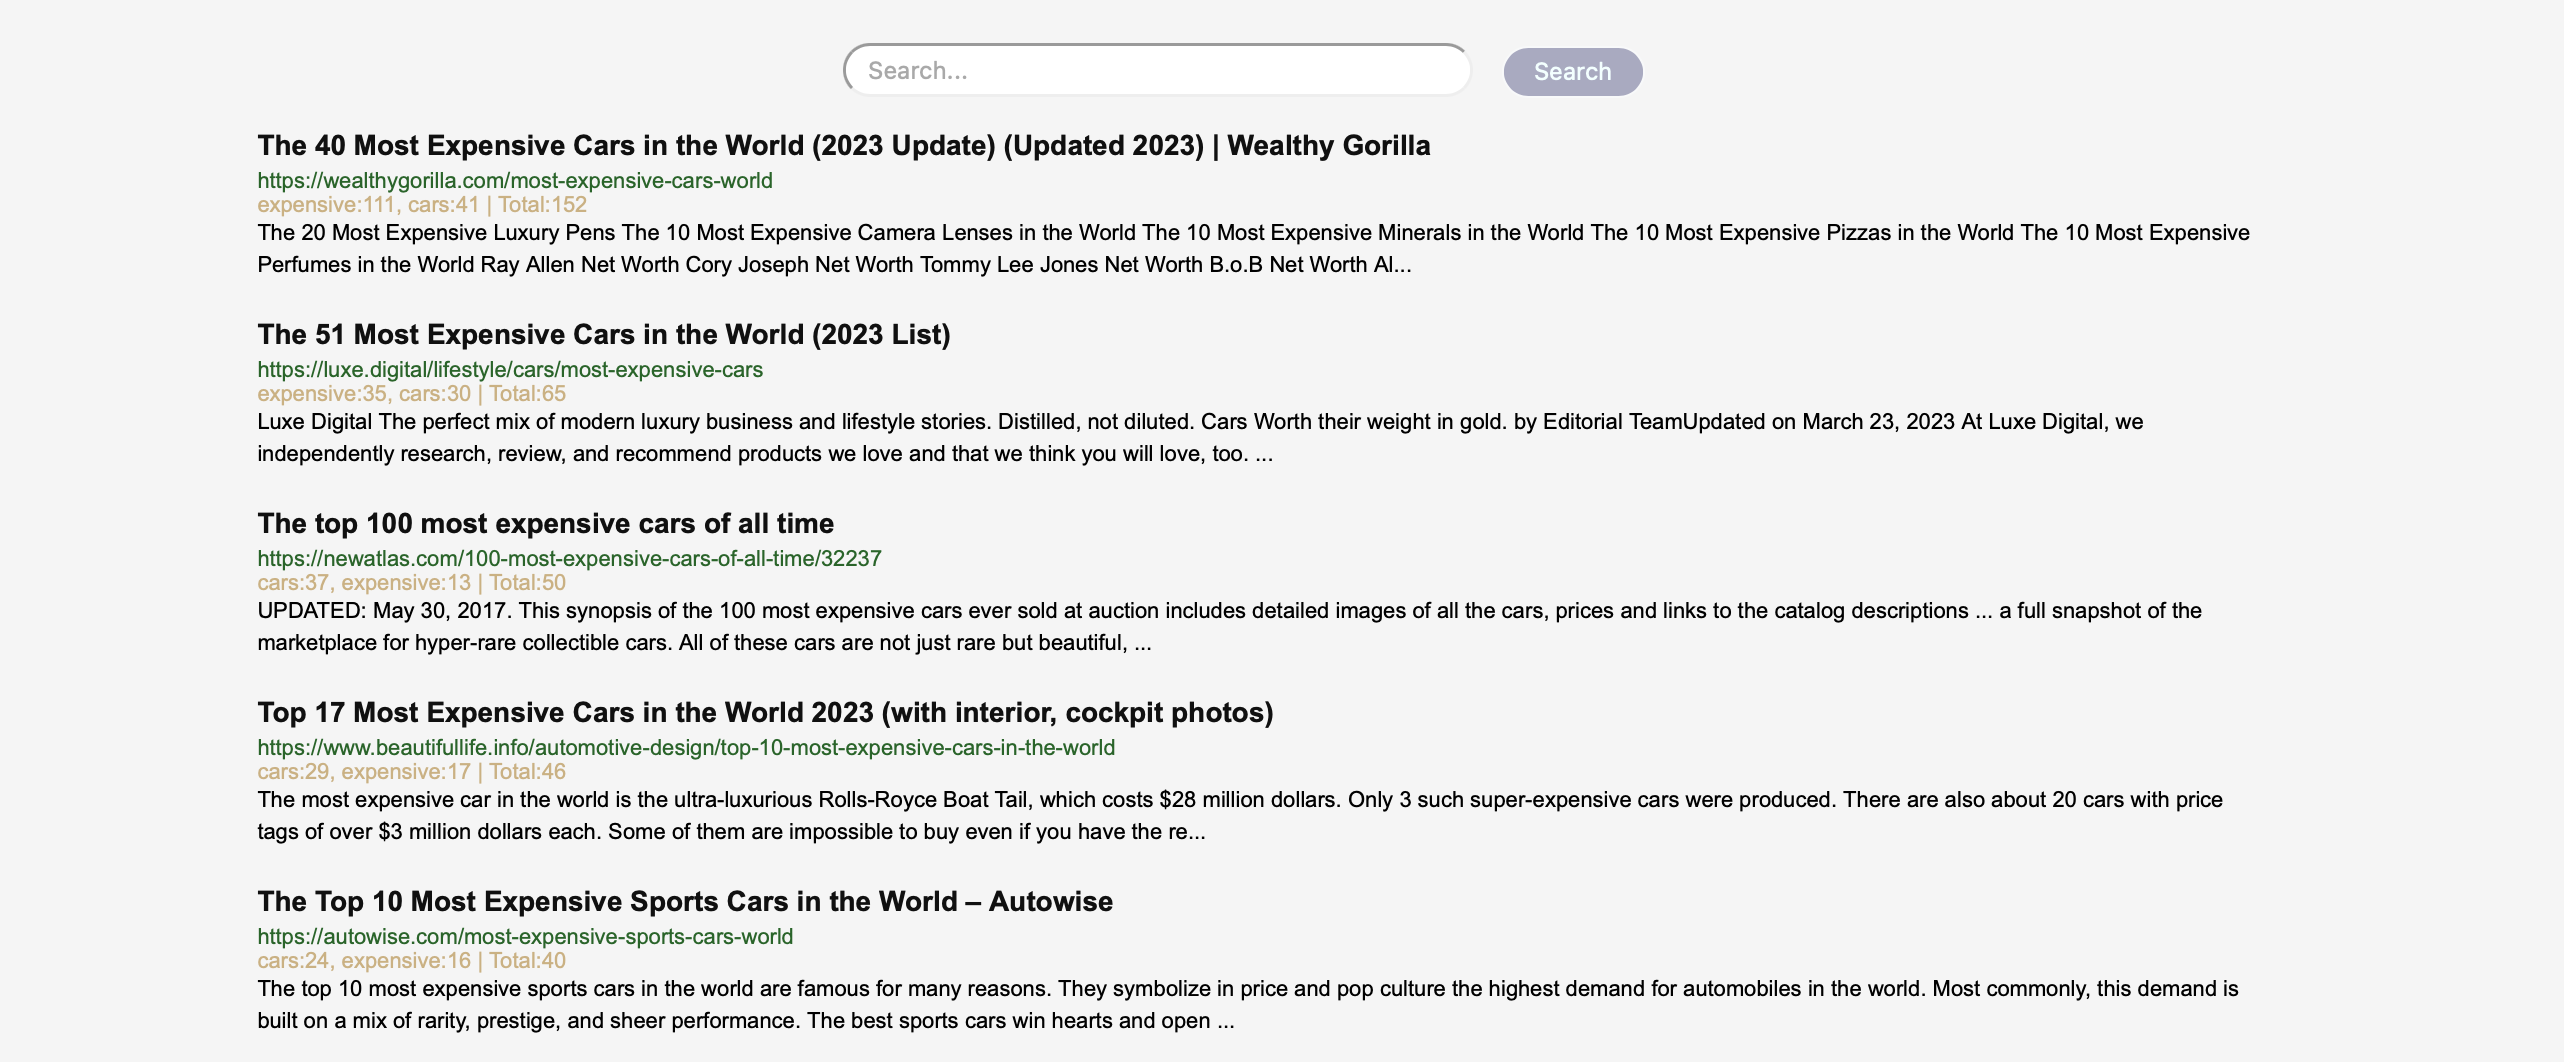 Search...
Search
The 40 Most Expensive Cars in the World (2023 Update) (Updated 2023) | Wealthy Gorilla
https://wealthygorilla.com/most-expensive-cars-world
expensive:111, cars:41 | Total:152
The 20 Most Expensive Luxury Pens The 10 Most Expensive Camera Lenses in the World The 10 Most Expensive Minerals in the World The 10 Most Expensive Pizzas in the World The 10 Most Expensive
Perfumes in the World Ray Allen Net Worth Cory Joseph Net Worth Tommy Lee Jones Net Worth B.o.B Net Worth Al...
The 51 Most Expensive Cars in the World (2023 List)
https://luxe.digital/lifestyle/cars/most-expensive-cars
expensive:35, cars:30 | Total:65
Luxe Digital The perfect mix of modern luxury business and lifestyle stories. Distilled, not diluted. Cars Worth their weight in gold. by Editorial TeamUpdated on March 23, 2023 At Luxe Digital, we
independently research, review, and recommend products we love and that we think you will love, too. ...
The top 100 most expensive cars of all time
https://newatlas.com/100-most-expensive-cars-of-all-time/32237
cars:37, expensive:13 | Total:50
UPDATED: May 30, 2017. This synopsis of the 100 most expensive cars ever sold at auction includes detailed images of all the cars, prices and links to the catalog descriptions ... a full snapshot of the
marketplace for hyper-rare collectible cars. All of these cars are not just rare but beautiful, ...
Top 17 Most Expensive Cars in the World 2023 (with interior, cockpit photos)
https://www.beautifullife.info/automotive-design/top-10-most-expensive-cars-in-the-world
cars:29, expensive:17 | Total:46
The most expensive car in the world is the ultra-luxurious Rolls-Royce Boat Tail, which costs $28 million dollars. Only 3 such super-expensive cars were produced. There are also about 20 cars with price
tags of over $3 million dollars each. Some of them are impossible to buy even if you have the re...
The Top 10 Most Expensive Sports Cars in the World – Autowise
https://autowise.com/most-expensive-sports-cars-world
cars:24, expensive:16 | Total:40
The top 10 most expensive sports cars in the world are famous for many reasons. They symbolize in price and pop culture the highest demand for automobiles in the world. Most commonly, this demand is
built on a mix of rarity, prestige, and sheer performance. The best sports cars win hearts and open ...